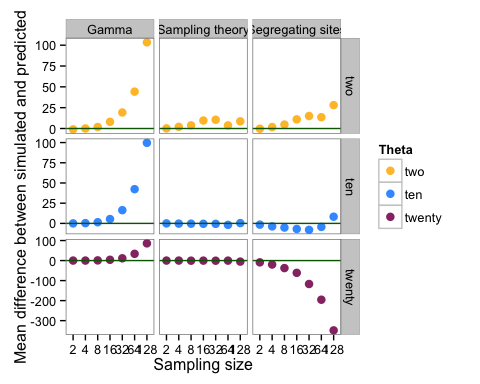 Mean difference between simulated and predicted
Gamma
Sampling theory
Segregating sites
100
75
50
25
0
two
100
75
50
25
0
ten
100
0
-100
-200
-300
twenty
2 4 8 16 32 64 128
2 4 8 16 32 64 128
2 4 8 16 32 64 128
Sampling size
Theta
two
ten
twenty